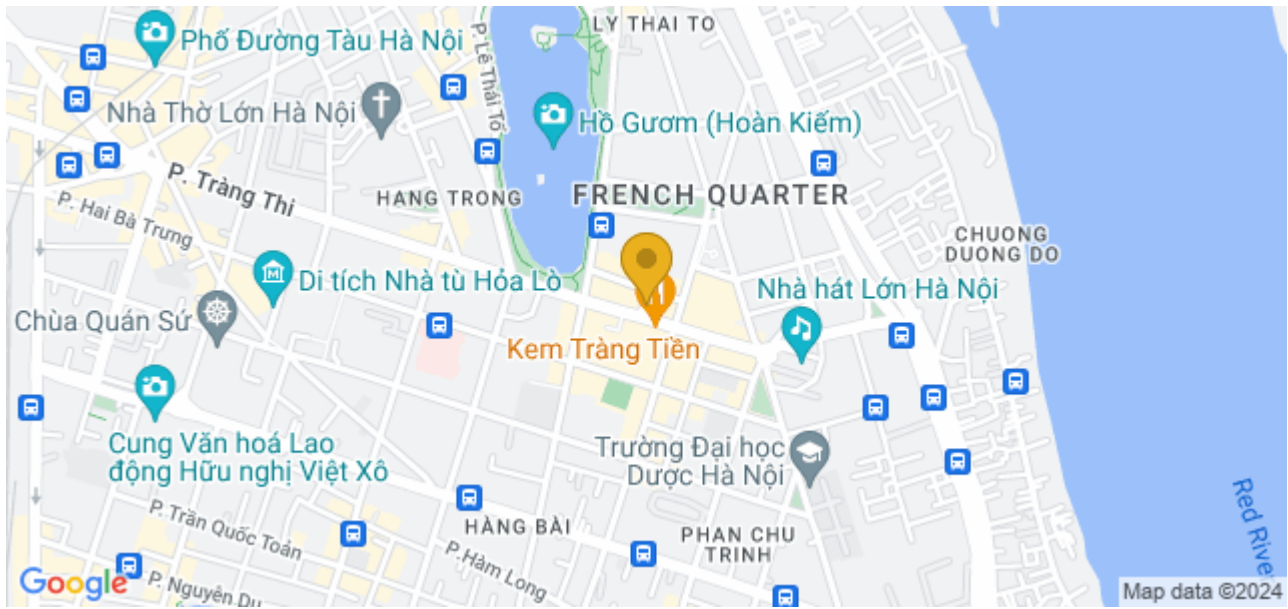 LY THAI TO
Phố Đường Tàu Hà Nội
P. Lê Thái Tổ
Nhà Thờ Lớn Hà Nội
Hồ Gươm (Hoàn Kiếm)
P. Tràng Thi
HANG TRONG
FRENCH QUARTER
P. Hai Bà Trưng
CHUONG
DUONG DO
M
Di tích Nhà tù Hỏa Lò
Nhà hát Lớn Hà Nội
Chùa Quán Sứ
Kem Tràng Tiền
Cung Văn hoá Lao
động Hữu nghị Việt Xô
Trường Đại học
Dược Hà Nội
Red River
P. Trần Quốc Toản
HÀNG BÀI
PHAN CHU
TRINH
P. Hàm Long
P. Nguyễn Du
Google
Map data ©2024